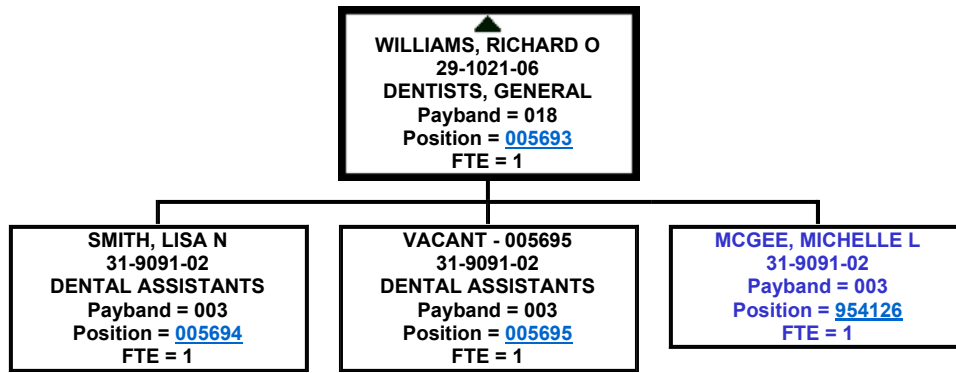 WILLIAMS, RICHARD O
29-1021-06
DENTISTS, GENERAL
Payband = 018
Position = 005693
FTE = 1
SMITH, LISA N
31-9091-02
DENTAL ASSISTANTS
Payband = 003
Position = 005694
FTE = 1
VACANT - 005695
31-9091-02
DENTAL ASSISTANTS
Payband = 003
Position = 005695
FTE = 1
MCGEE, MICHELLE L
31-9091-02
Payband = 003
Position = 954126
FTE = 1